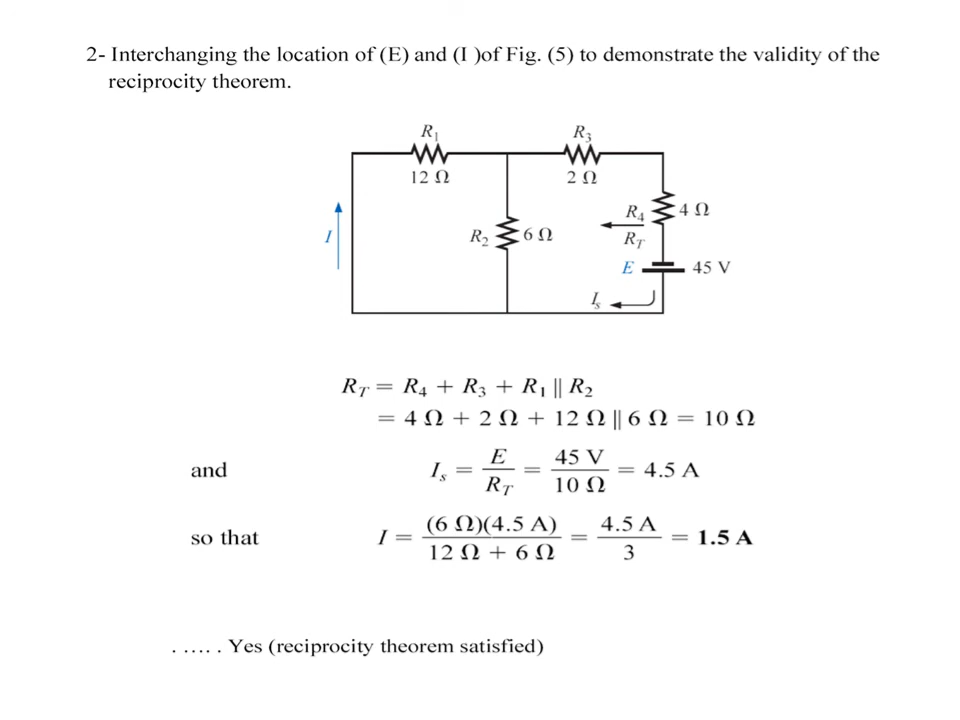 2- Interchanging the location of (E) and (I )of Fig. (5) to demonstrate the validity of the
reciprocity theorem.
R₁
R₃
12 Ω
2 Ω
I
R₂
6 Ω
R₄
4 Ω
R_T
E
45 V
Iₛ
R_T = R₄ + R₃ + R₁ || R₂
= 4 Ω + 2 Ω + 12 Ω || 6 Ω = 10 Ω
and Iₛ = E / R_T = 45 V / 10 Ω = 4.5 A
so that I = (6 Ω)(4.5 A) / 12 Ω + 6 Ω = 4.5 A / 3 = 1.5 A
. ..... . Yes (reciprocity theorem satisfied)